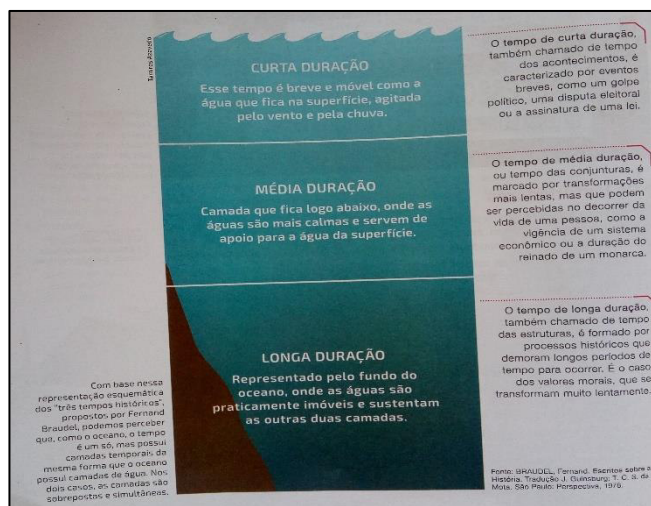 Tamires Azevedo
CURTA DURAÇÃO
Esse tempo é breve e móvel como a
água que fica na superfície, agitada
pelo vento e pela chuva.
O tempo de curta duração,
também chamado de tempo
dos acontecimentos, é
caracterizado por eventos
breves, como um golpe
político, uma disputa eleitoral
ou a assinatura de uma lei.
MÉDIA DURAÇÃO
Camada que fica logo abaixo, onde as
águas são mais calmas e servem de
apoio para a água da superfície.
O tempo de média duração,
ou tempo das conjunturas, é
marcado por transformações
mais lentas, mas que podem
ser percebidas no decorrer da
vida de uma pessoa, como a
vigência de um sistema
econômico ou a duração do
reinado de um monarca.
LONGA DURAÇÃO
Representado pelo fundo do
oceano, onde as águas são
praticamente imóveis e sustentam
as outras duas camadas.
O tempo de longa duração,
também chamado de tempo
das estruturas, é formado por
processos históricos que
demoram longos períodos de
tempo para ocorrer. É o caso
dos valores morais, que se
transformam muito lentamente.
Com base nessa
representação esquemática
dos "três tempos históricos",
propostos por Fernand
Braudel, podemos perceber
que, como o oceano, o tempo
é um só, mas possui
camadas temporais da
mesma forma que o oceano
possui camadas de água. Nos
dois casos, as camadas são
sobrepostos e simultâneas.
Fonte: BRAUDEL, Fernand. Escritos sobre a
História. Tradução J. Guinsburg; T. C. S. da
Mota. São Paulo: Perspectiva, 1978.